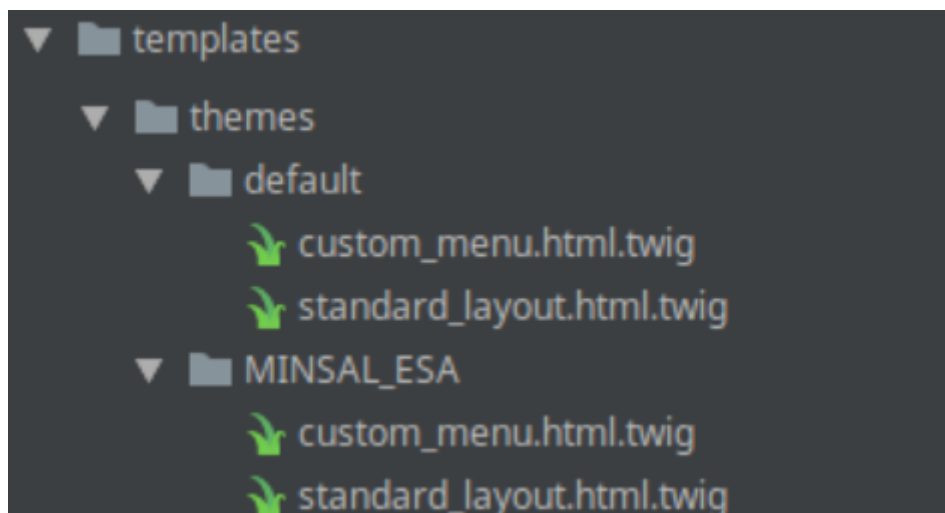 templates
themes
default
custom_menu.html.twig
standard_layout.html.twig
MINSAL_ESA
custom_menu.html.twig
standard_layout.html.twig